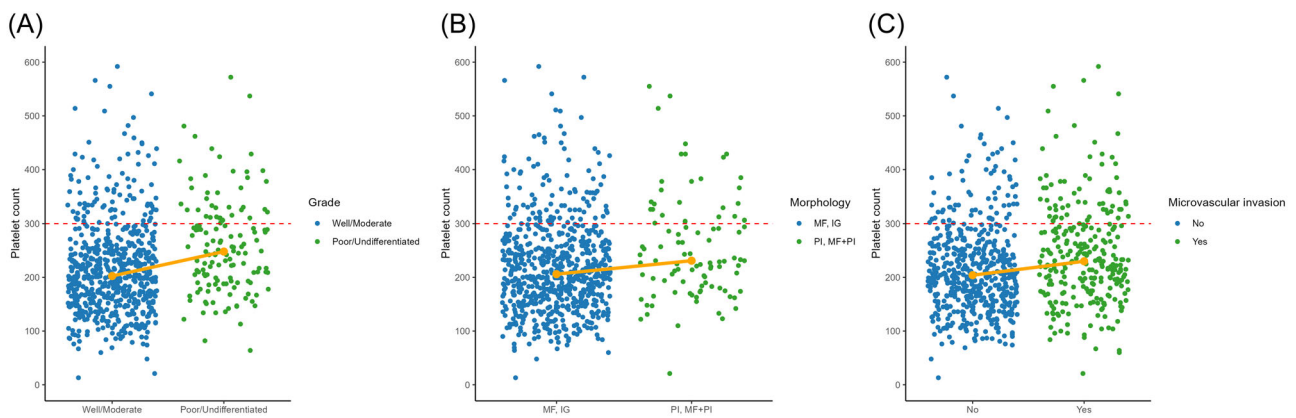 (A)
Platelet count
600
500
400
300
200
100
0
Well/Moderate
Poor/Undifferentiated
Grade
Well/Moderate
Poor/Undifferentiated
(B)
Platelet count
600
500
400
300
200
100
0
MF, IG
PI, MF+PI
Morphology
MF, IG
PI, MF+PI
(C)
Platelet count
600
500
400
300
200
100
0
No
Yes
Microvascular invasion
No
Yes